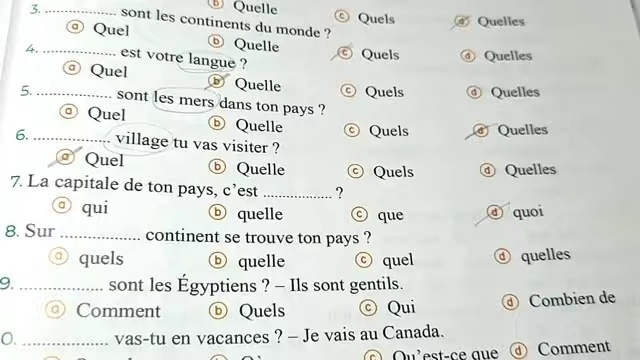 ⓑ Quelle
3. .............. sont les continents du monde ?
ⓐ Quel ⓑ Quelle ⓒ Quels ⓓ Quelles
4. .............. est votre langue ?
ⓐ Quel ⓑ Quelle ⓒ Quels ⓓ Quelles
5. .............. sont les mers dans ton pays ?
ⓐ Quel ⓑ Quelle ⓒ Quels ⓓ Quelles
6. .............. village tu vas visiter ?
ⓐ Quel ⓑ Quelle ⓒ Quels ⓓ Quelles
7. La capitale de ton pays, c'est .............. ?
ⓐ qui ⓑ quelle ⓒ que ⓓ quoi
8. Sur .............. continent se trouve ton pays ?
ⓐ quels ⓑ quelle ⓒ quel ⓓ quelles
9. .............. sont les Égyptiens ? – Ils sont gentils.
ⓐ Comment ⓑ Quels ⓒ Qui ⓓ Combien de
0. .............. vas-tu en vacances ? – Je vais au Canada.
ⓒ Qu'est-ce que ⓓ Comment